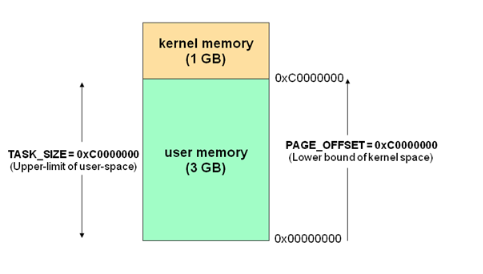 kernel memory
(1 GB)
0xC0000000
TASK_SIZE = 0xC0000000
(Upper-limit of user-space)
user memory
(3 GB)
PAGE_OFFSET = 0xC0000000
(Lower bound of kernel space)
0x00000000